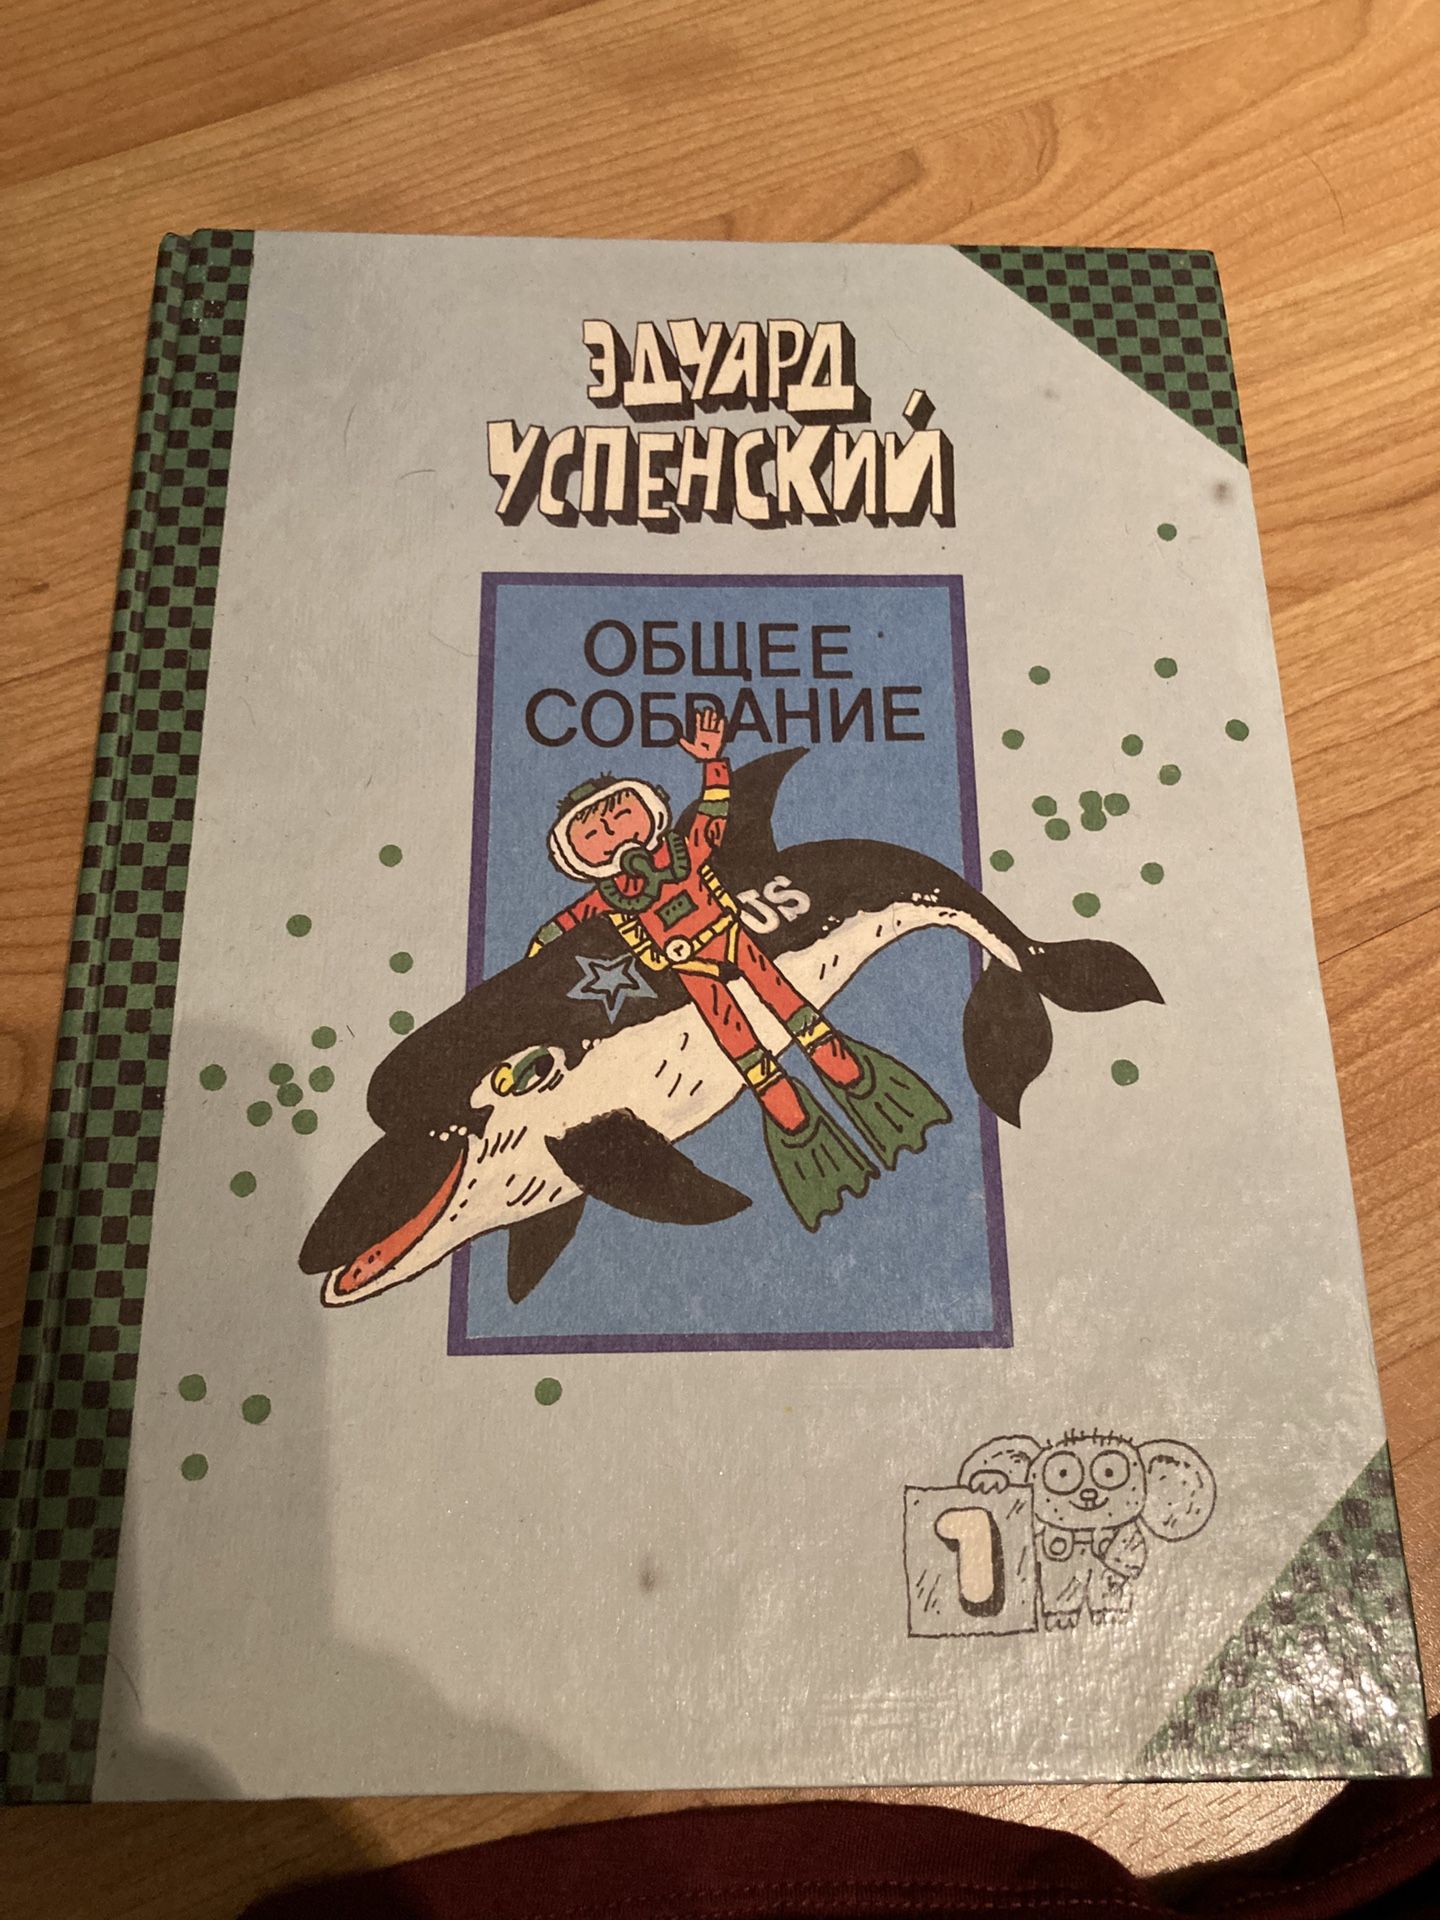 ЭДУАРД
УСПЕНСКИЙ
ОБЩЕЕ
СОБРАНИЕ
US
1